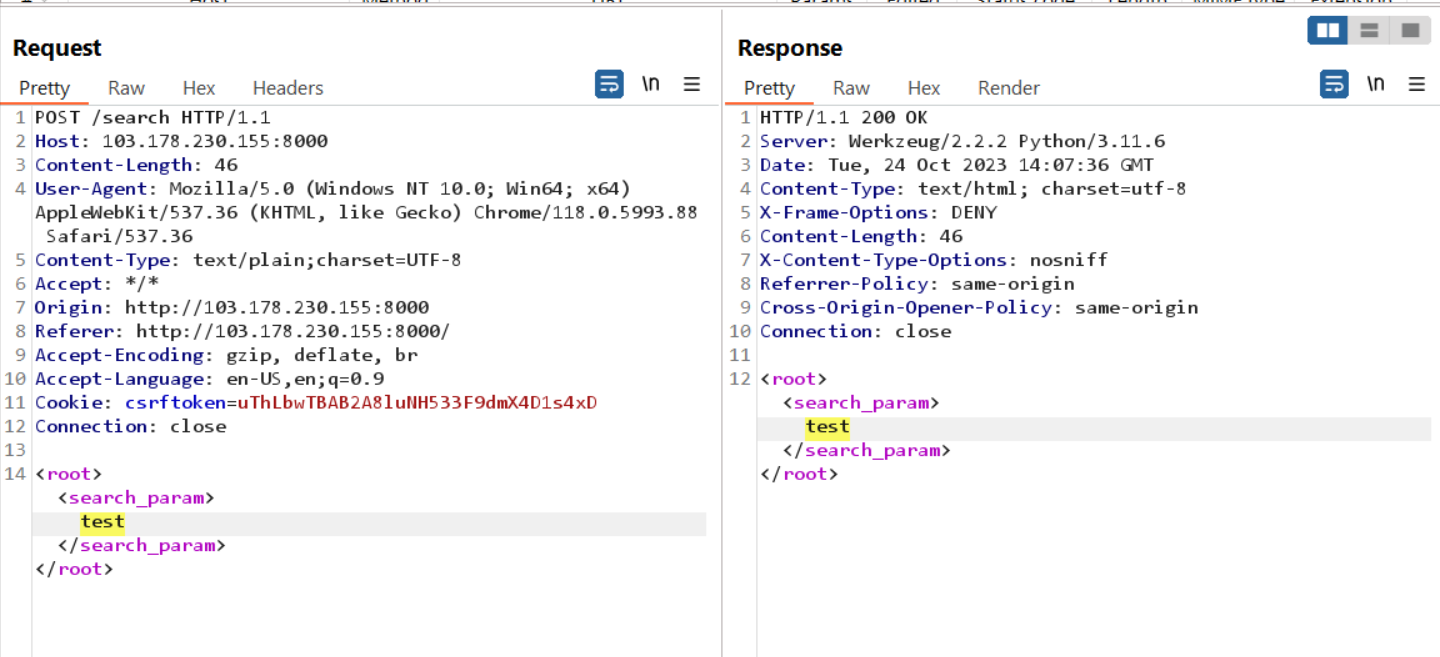 Request
Pretty Raw Hex Headers \n
1 POST /search HTTP/1.1
2 Host: 103.178.230.155:8000
3 Content-Length: 46
4 User-Agent: Mozilla/5.0 (Windows NT 10.0; Win64; x64)
AppleWebKit/537.36 (KHTML, like Gecko) Chrome/118.0.5993.88
Safari/537.36
5 Content-Type: text/plain;charset=UTF-8
6 Accept: */*
7 Origin: http://103.178.230.155:8000
8 Referer: http://103.178.230.155:8000/
9 Accept-Encoding: gzip, deflate, br
10 Accept-Language: en-US,en;q=0.9
11 Cookie: csrftoken=uThLbwTBAB2A8luNH533F9dmX4D1s4xD
12 Connection: close
13
14 <root>
<search_param>
test
</search_param>
</root>
Response
Pretty Raw Hex Render \n
1 HTTP/1.1 200 OK
2 Server: Werkzeug/2.2.2 Python/3.11.6
3 Date: Tue, 24 Oct 2023 14:07:36 GMT
4 Content-Type: text/html; charset=utf-8
5 X-Frame-Options: DENY
6 Content-Length: 46
7 X-Content-Type-Options: nosniff
8 Referrer-Policy: same-origin
9 Cross-Origin-Opener-Policy: same-origin
10 Connection: close
11
12 <root>
<search_param>
test
</search_param>
</root>